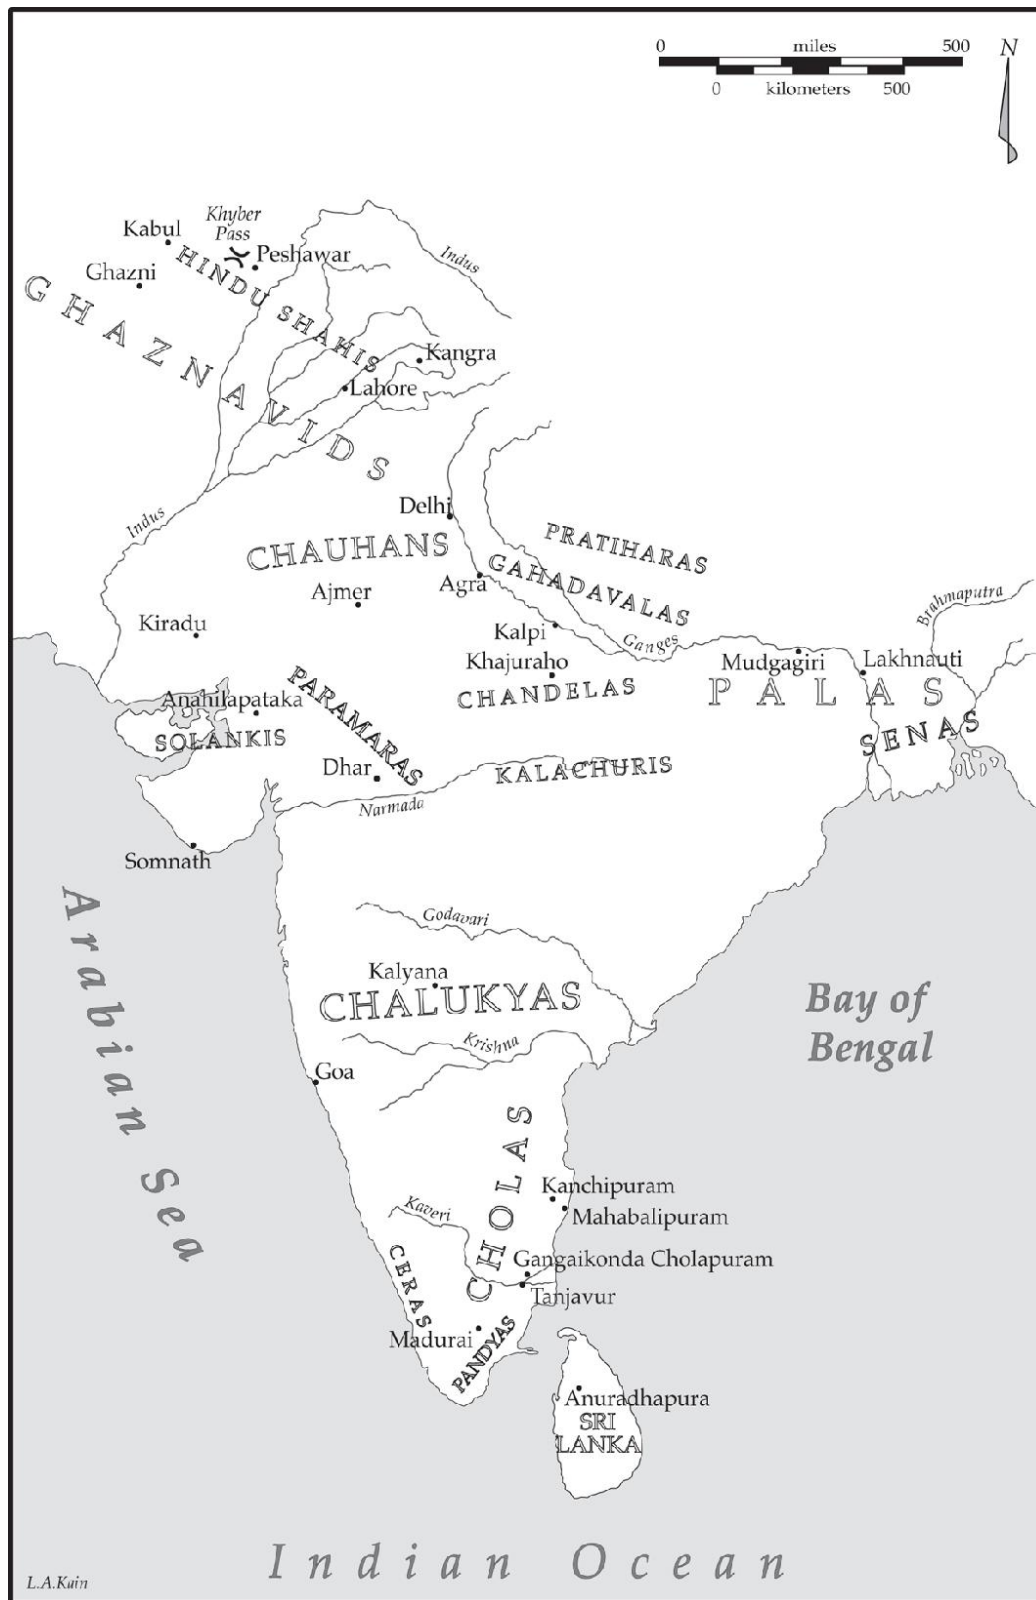 0 miles 500
N
0 kilometers 500
Khyber
Pass
Kabul
Peshawar
Indus
Ghazni
HINDU SHAHIS
GHAZNAVIDS
Kangra
Lahore
Delhi
Indus
PRATIHARAS
CHAUHANS
GAHADAVALAS
Agra
Ajmer
Brahmaputra
Kiradu
Kalpi
Ganges
Mudgagiri
Lakhnauti
Khajuraho
CHANDELAS
PALAS
Anahilapataka
PARAMARAS
SOLANKIS
SENAS
Dhar
KALACHURIS
Narmada
Somnath
Arabian Sea
Godavari
Kalyana
CHALUKYAS
Bay of
Bengal
Krishna
Goa
CHOLAS
Kanchipuram
Kaveri
Mahabalipuram
CERAS
Gangaikonda Cholapuram
Tanjavur
Madurai
PANDYAS
Anuradhapura
SRI
LANKA
Indian Ocean
L.A.Kain